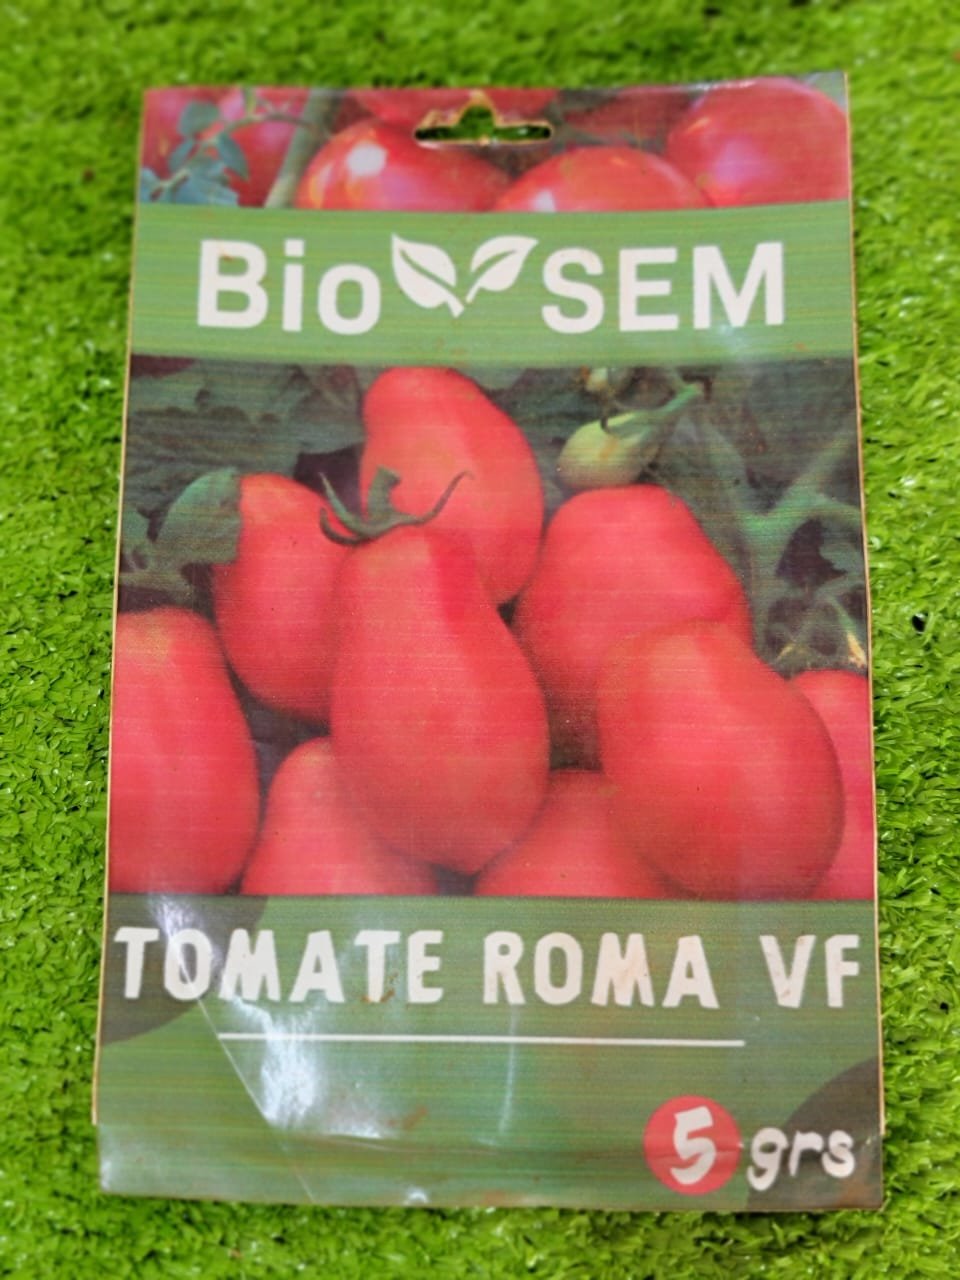 Bio SEM
TOMATE ROMA VF
5 grs